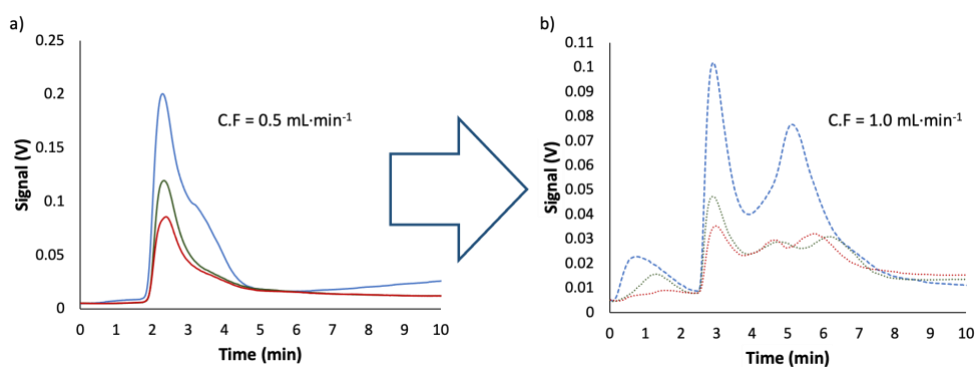 a)
0.25
0.2
0.15
0.1
0.05
0
Signal (V)
C.F = 0.5 mL·min⁻¹
0 1 2 3 4 5 6 7 8 9 10
Time (min)
b)
0.11
0.1
0.09
0.08
0.07
0.06
0.05
0.04
0.03
0.02
0.01
0
Signal (V)
C.F = 1.0 mL·min⁻¹
0 1 2 3 4 5 6 7 8 9 10
Time (min)